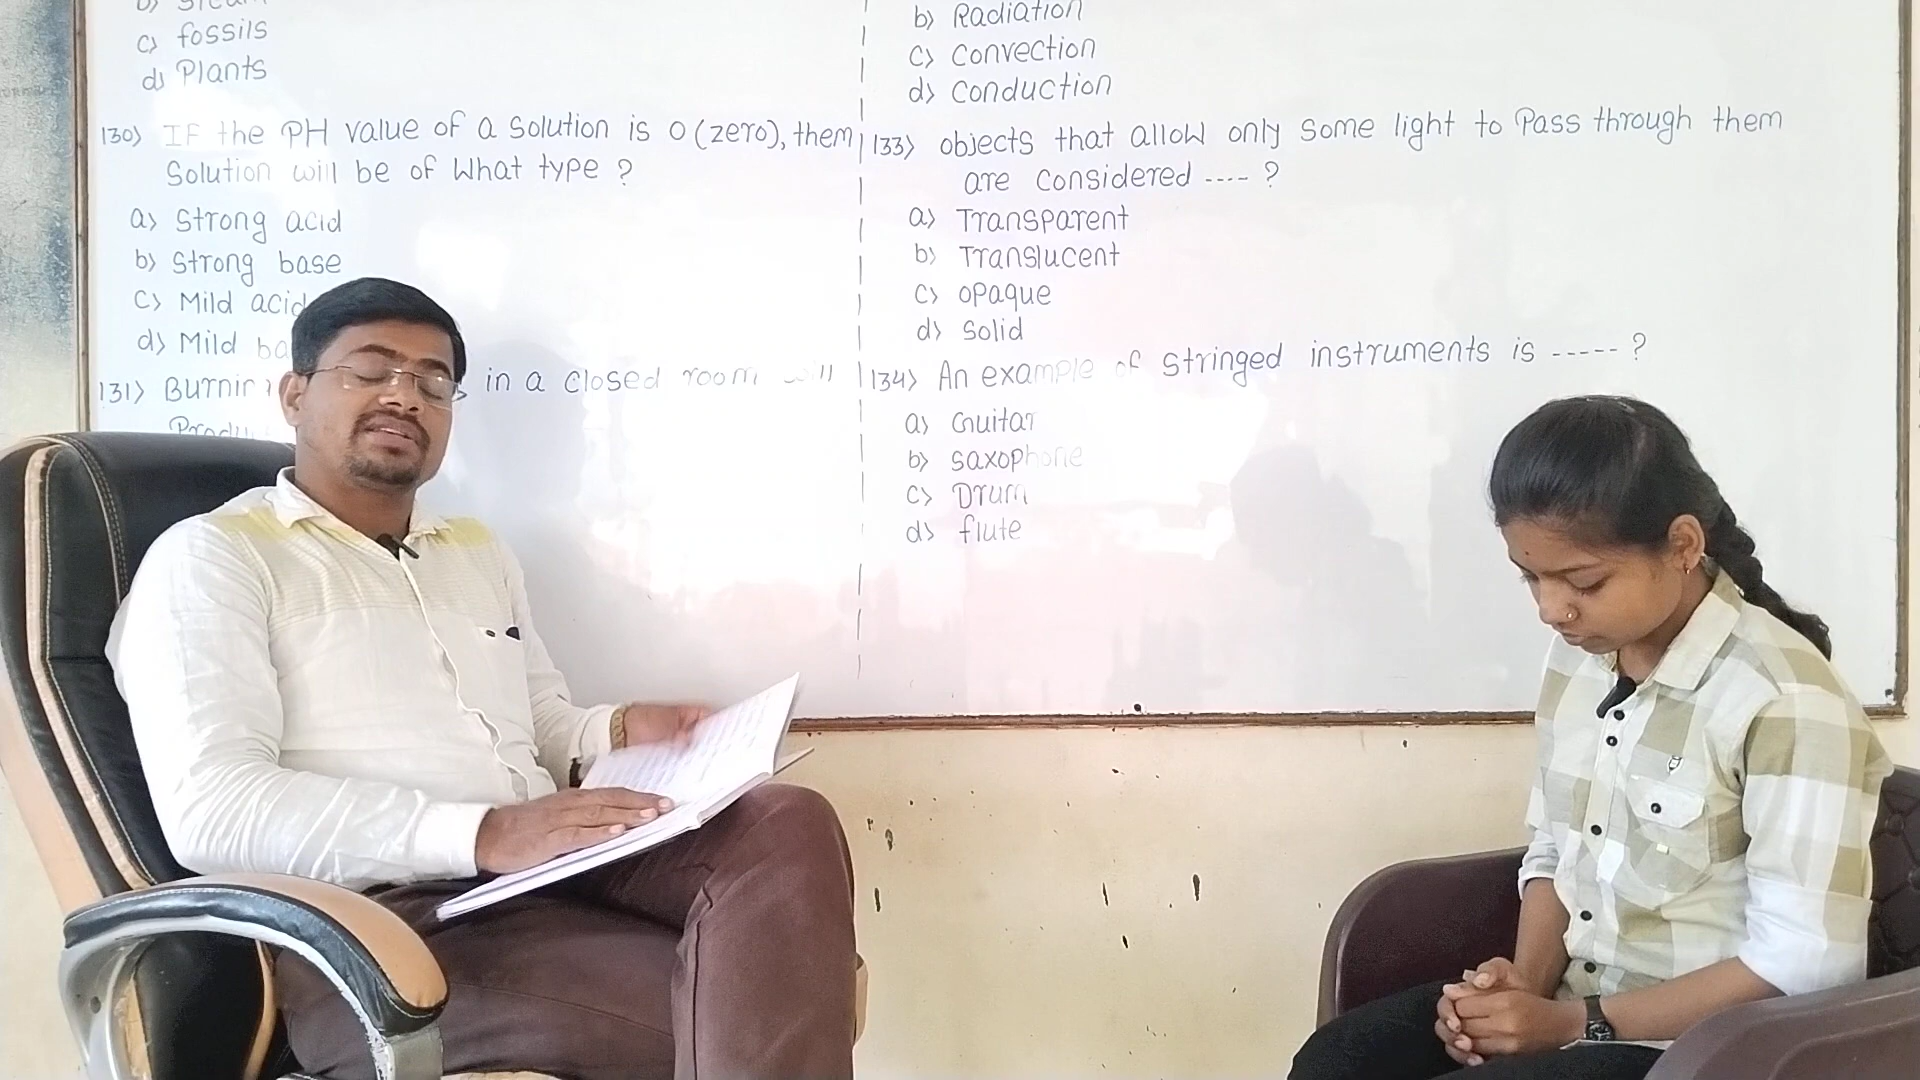 c) fossils
d) Plants
130) IF the PH value of a solution is 0 (zero), them
Solution will be of What type ?
a) Strong acid
b) Strong base
c) Mild acid
d) Mild
131) in a closed room
b) Radiation
c) convection
d) conduction
133) objects that allow only some light to Pass through them
are considered ---- ?
a) Transparent
b) Translucent
c) opaque
d) solid
134) An example of stringed instruments is ----- ?
a) Guitar
b) saxophone
c) Drum
d) flute